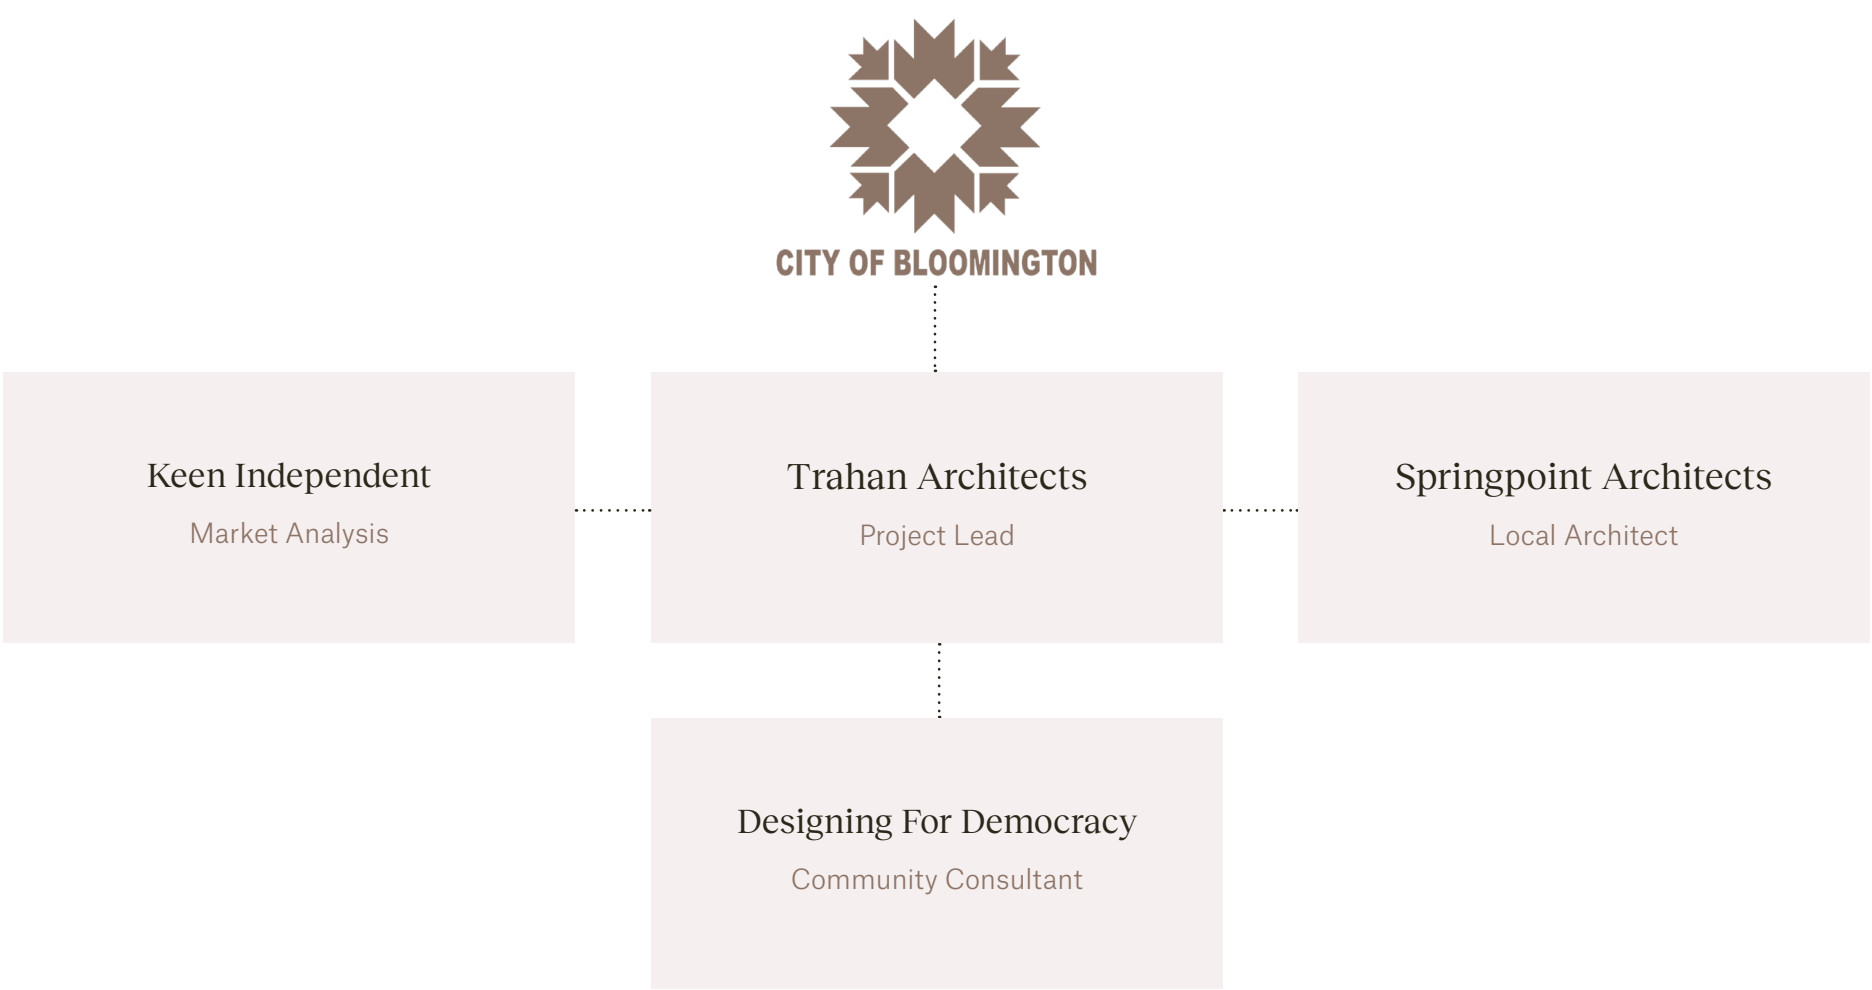 CITY OF BLOOMINGTON
Keen Independent
Market Analysis
Trahan Architects
Project Lead
Springpoint Architects
Local Architect
Designing For Democracy
Community Consultant